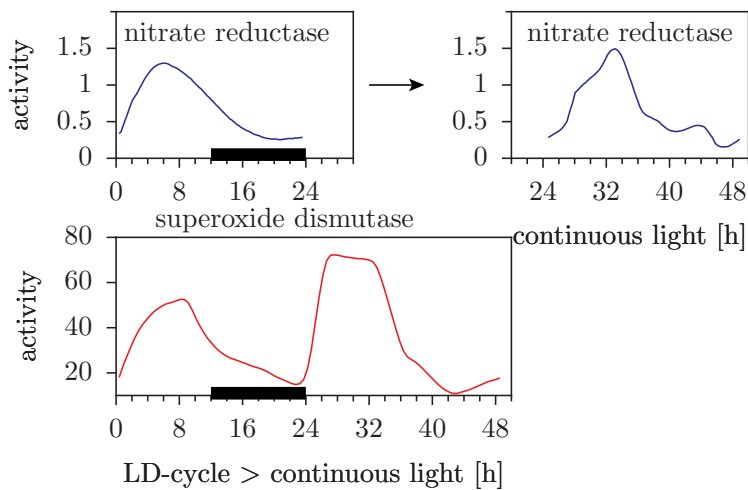 nitrate reductase
activity
1.5
1
0.5
0
0 8 16 24
nitrate reductase
1.5
1
0.5
0
24 32 40 48
continuous light [h]
superoxide dismutase
activity
80
60
40
20
0 8 16 24 32 40 48
LD-cycle > continuous light [h]